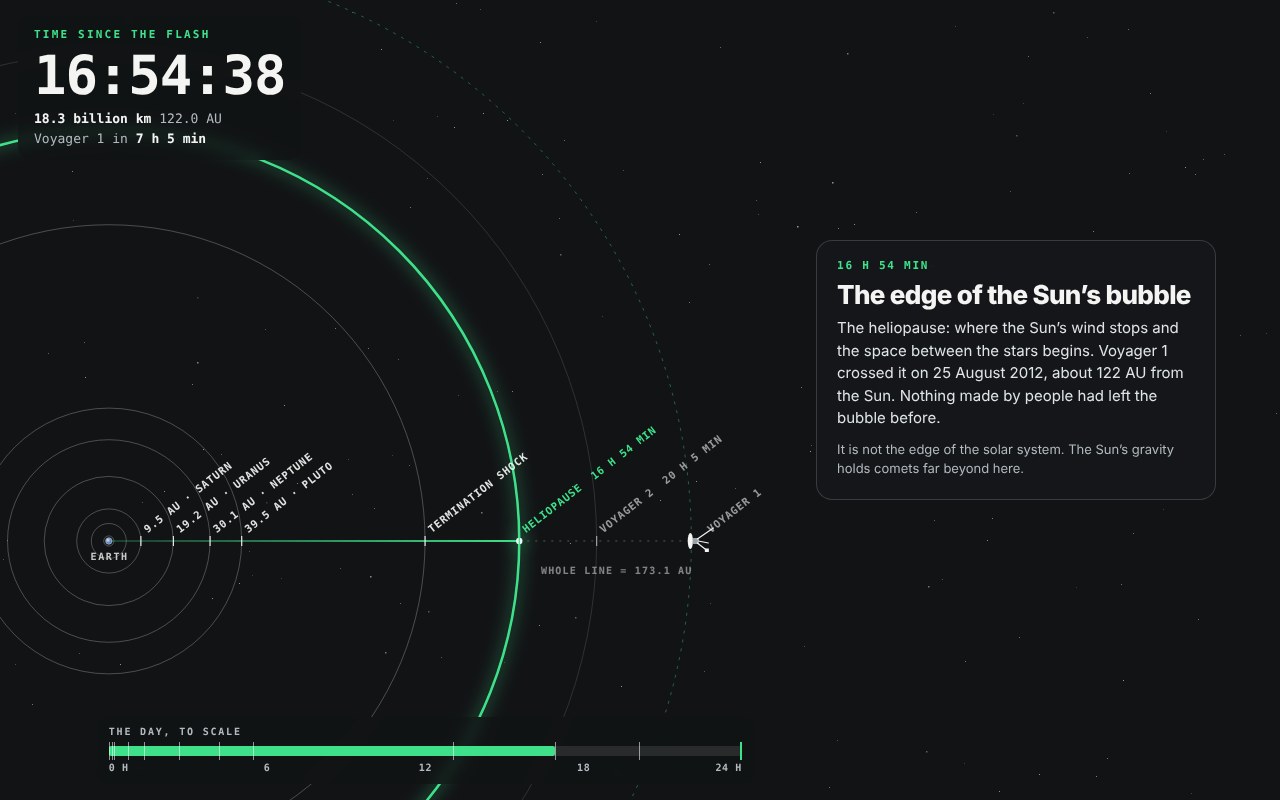 TIME SINCE THE FLASH
16:54:38
18.3 billion km 122.0 AU
Voyager 1 in 7 h 5 min
16 H 54 MIN
The edge of the Sun’s bubble
The heliopause: where the Sun’s wind stops and
the space between the stars begins. Voyager 1
crossed it on 25 August 2012, about 122 AU from
the Sun. Nothing made by people had left the
bubble before.
It is not the edge of the solar system. The Sun’s gravity
holds comets far beyond here.
9.5 AU · SATURN
19.2 AU · URANUS
30.1 AU · NEPTUNE
39.5 AU · PLUTO
TERMINATION SHOCK
HELIOPAUSE 16 H 54 MIN
VOYAGER 2 20 H 5 MIN
VOYAGER 1
EARTH
WHOLE LINE = 173.1 AU
THE DAY, TO SCALE
0 H 6 12 18 24 H